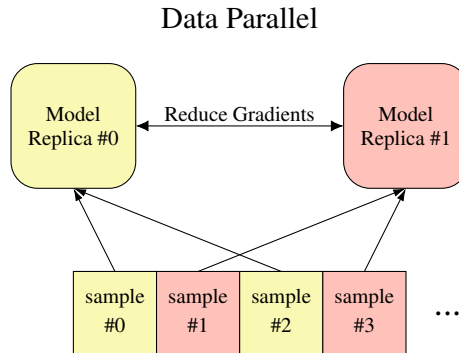 Data Parallel
Model
Replica #0
Reduce Gradients
Model
Replica #1
sample
#0
sample
#1
sample
#2
sample
#3
...